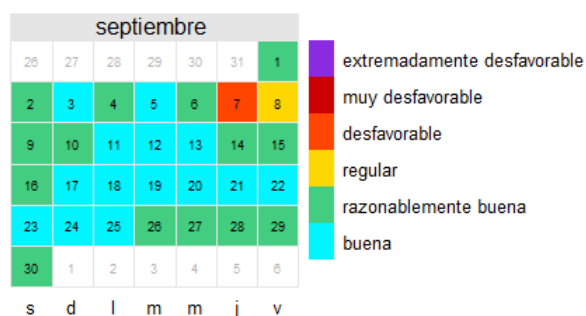 septiembre
26 27 28 29 30 31 1
2 3 4 5 6 7 8
9 10 11 12 13 14 15
16 17 18 19 20 21 22
23 24 25 26 27 28 29
30 1 2 3 4 5 6
s d l m m j v
extremadamente desfavorable
muy desfavorable
desfavorable
regular
razonablemente buena
buena